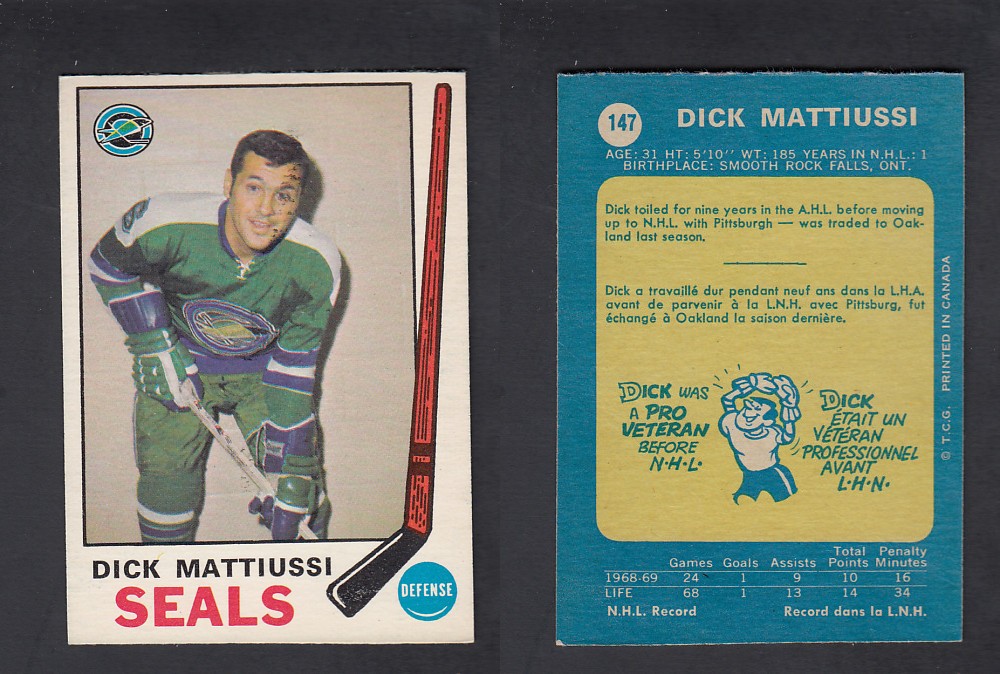 DICK MATTIUSSI
SEALS
DEFENSE
147
DICK MATTIUSSI
AGE: 31 HT: 5'10'' WT: 185 YEARS IN N.H.L.: 1
BIRTHPLACE: SMOOTH ROCK FALLS, ONT.
Dick toiled for nine years in the A.H.L. before moving
up to N.H.L. with Pittsburgh — was traded to Oak-
land last season.
Dick a travaillé dur pendant neuf ans dans la L.H.A.
avant de parvenir à la L.N.H. avec Pittsburg, fut
échangé à Oakland la saison dernière.
DICK WAS
A PRO
VETERAN
BEFORE
N·H·L·
DICK
ÉTAIT UN
VÉTÉRAN
PROFESSIONNEL
AVANT
L·H·N·
© T.C.G. PRINTED IN CANADA
Games Goals Assists Total Points Penalty Minutes
1968-69 24 1 9 10 16
LIFE 68 1 13 14 34
N.H.L. Record Record dans la L.N.H.